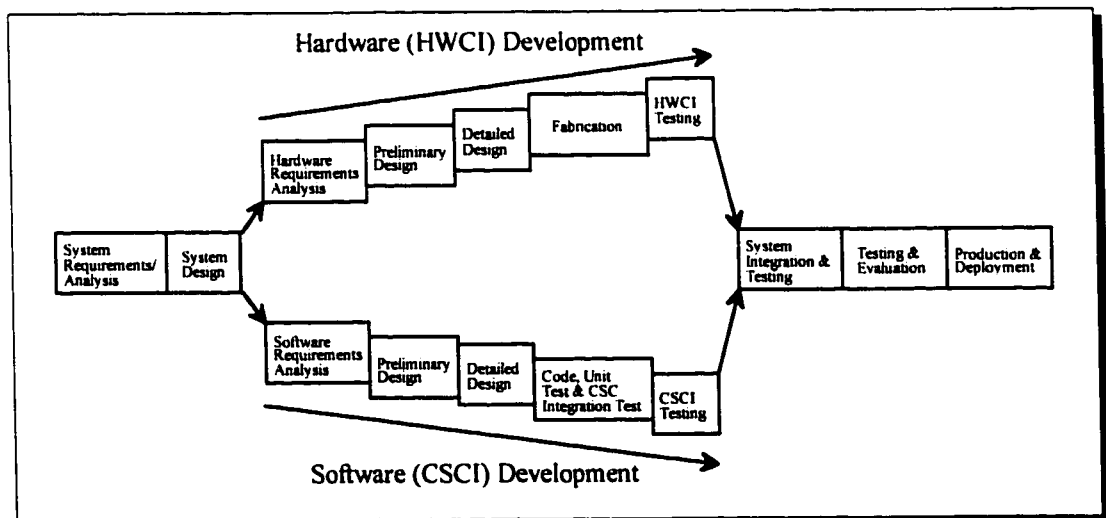 Hardware (HWCI) Development
HWCI
Testing
Fabrication
Detailed
Design
Preliminary
Design
Hardware
Requirements
Analysis
System
Requirements/
Analysis
System
Design
System
Integration &
Testing
Testing &
Evaluation
Production &
Deployment
Software
Requirements
Analysis
Preliminary
Design
Detailed
Design
Code, Unit
Test & CSC
Integration Test
CSCI
Testing
Software (CSCI) Development